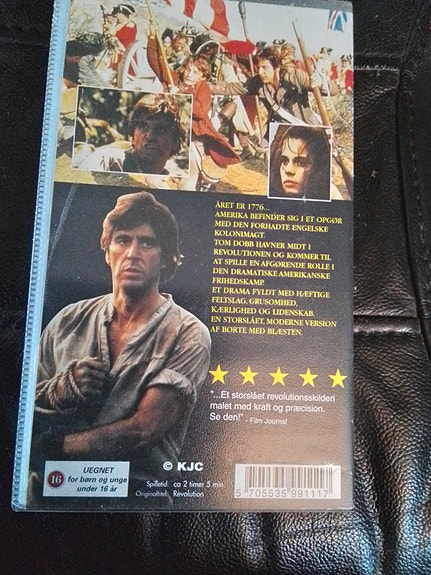 ÅRET ER 1776...
AMERIKA BEFINDER SIG I ET OPGØR
MED DEN FORHADTE ENGELSKE
KOLONIMAGT.
TOM DOBB HAVNER MIDT I
REVOLUTIONEN OG KOMMER TIL
AT SPILLE EN AFGØRENDE ROLLE I
DEN DRAMATISKE AMERIKANSKE
FRIHEDSKAMP.
ET DRAMA FYLDT MED HÆFTIGE
FELTSLAG, GRUSOMHED,
KÆRLIGHED OG LIDENSKAB.
EN STORSLÅET, MODERNE VERSION
AF BORTE MED BLÆSTEN.
"...Et storslået revolutionsskilderi
malet med kraft og præcision.
Se den!" - Film Journal
© KJC
16
UEGNET
for børn og unge
under 16 år
Spilletid: ca 2 timer 5 min.
Originaltitel: Revolution
5 705535 991117